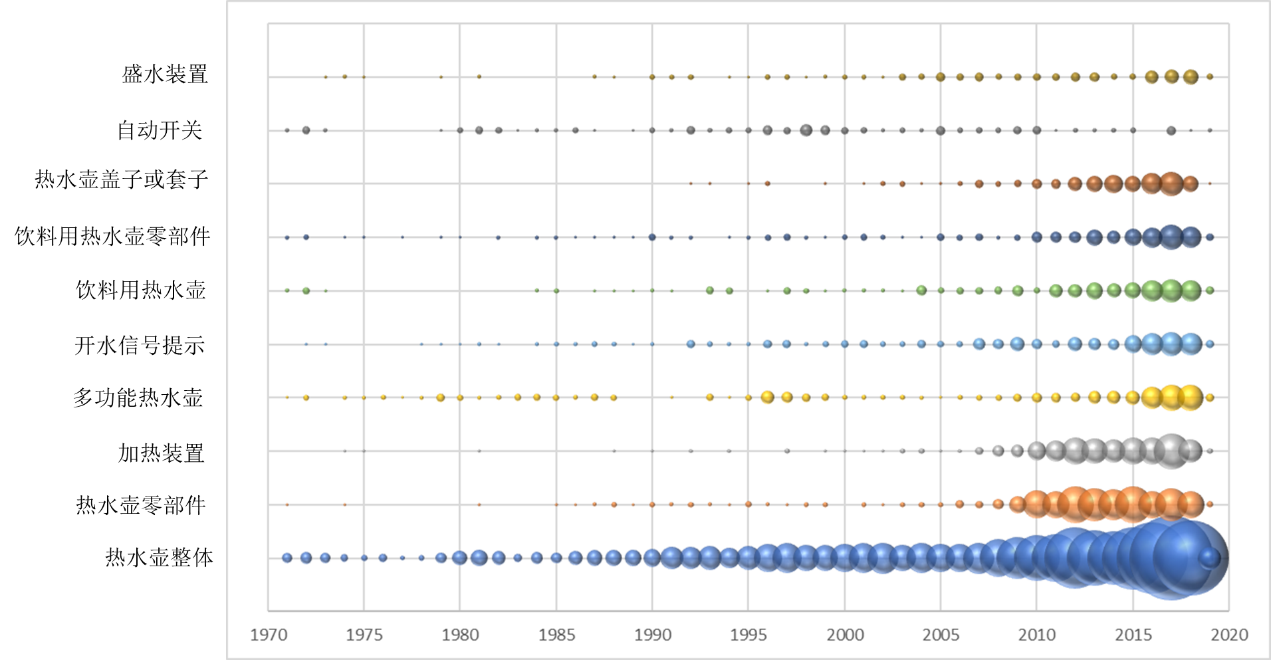 盛水装置
自动开关
热水壶盖子或套子
饮料用热水壶零部件
饮料用热水壶
开水信号提示
多功能热水壶
加热装置
热水壶零部件
热水壶整体
1970 1975 1980 1985 1990 1995 2000 2005 2010 2015 2020